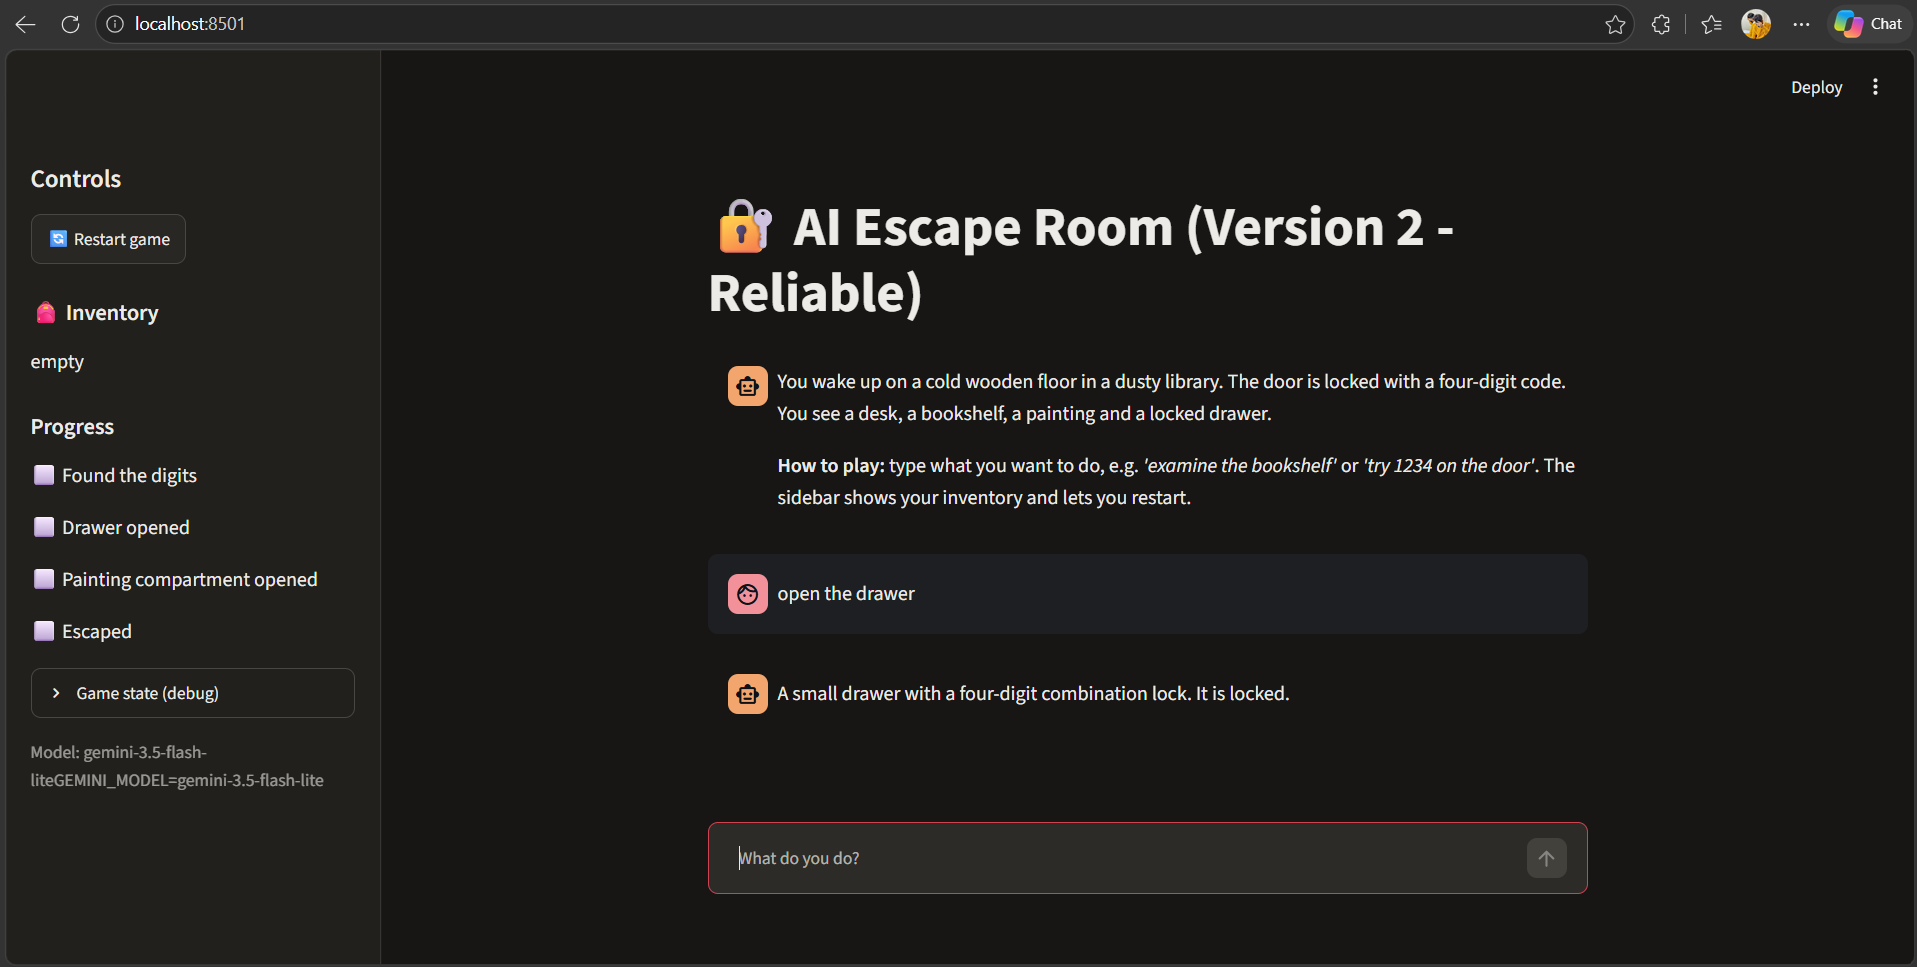 localhost:8501
Chat
Deploy
Controls
Restart game
Inventory
empty
Progress
Found the digits
Drawer opened
Painting compartment opened
Escaped
Game state (debug)
Model: gemini-3.5-flash-
liteGEMINI_MODEL=gemini-3.5-flash-lite
AI Escape Room (Version 2 -
Reliable)
You wake up on a cold wooden floor in a dusty library. The door is locked with a four-digit code.
You see a desk, a bookshelf, a painting and a locked drawer.
How to play: type what you want to do, e.g. 'examine the bookshelf' or 'try 1234 on the door'. The
sidebar shows your inventory and lets you restart.
open the drawer
A small drawer with a four-digit combination lock. It is locked.
What do you do?